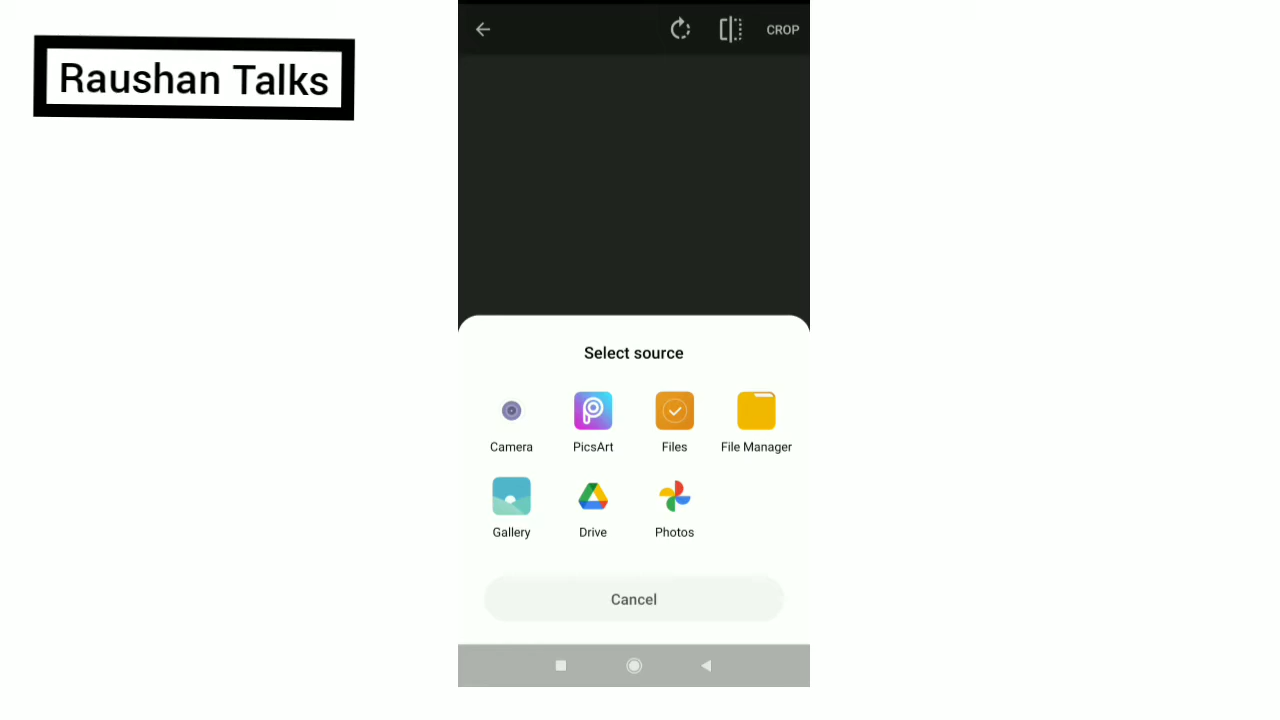 Raushan Talks
CROP
Select source
Camera
PicsArt
Files
File Manager
Gallery
Drive
Photos
Cancel